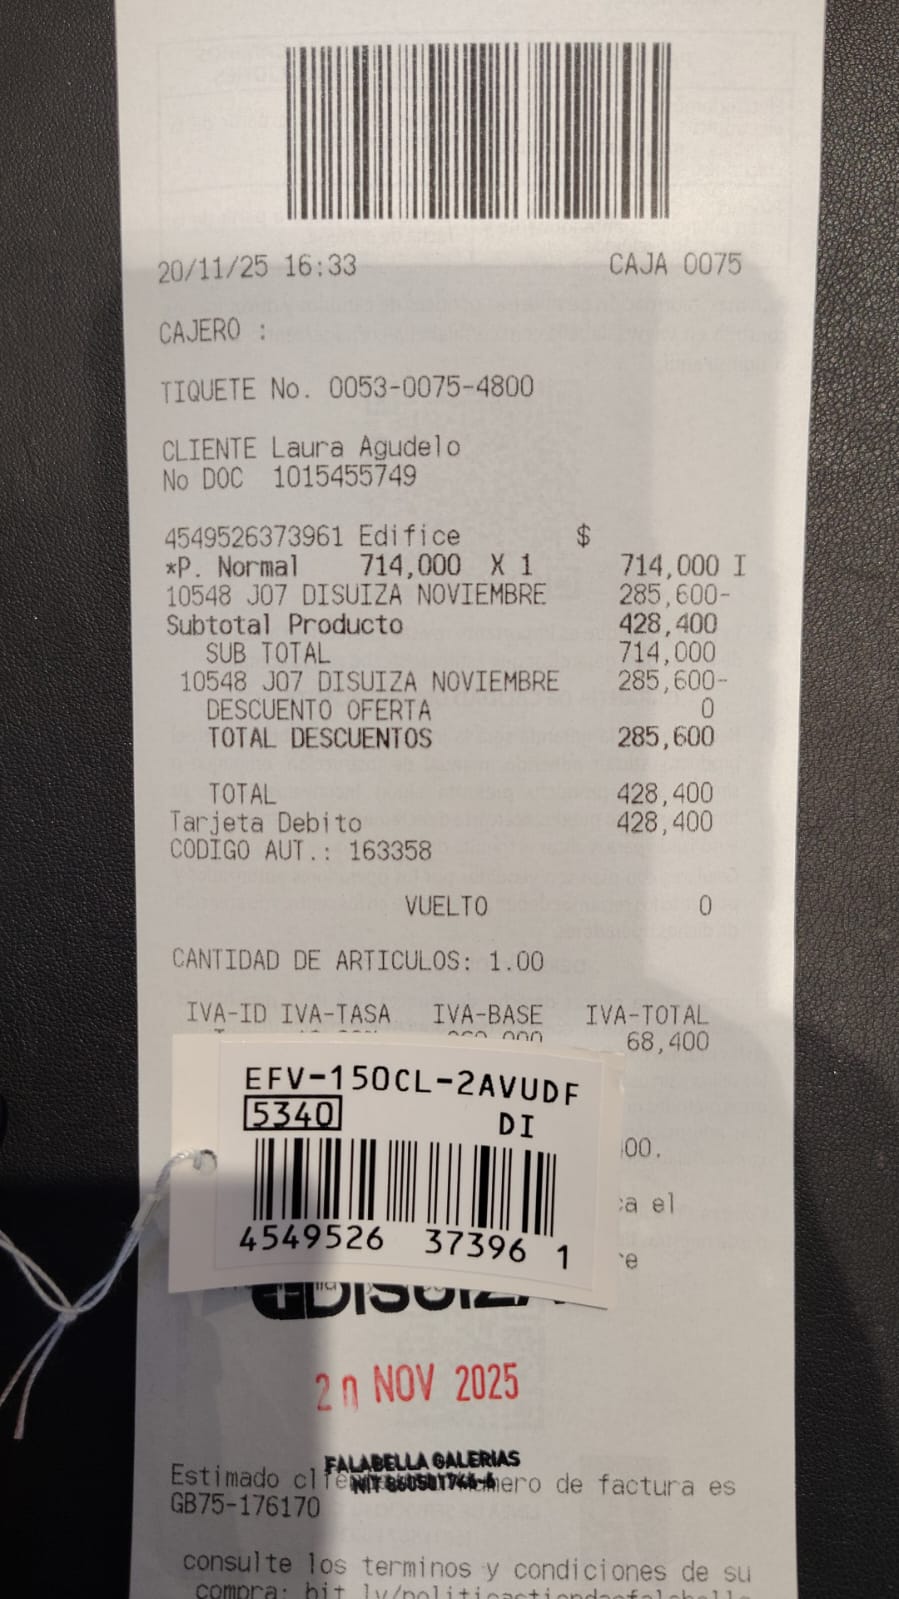 20/11/25 16:33 CAJA 0075
CAJERO :
TIQUETE No. 0053-0075-4800
CLIENTE Laura Agudelo
No DOC 1015455749
4549526373961 Edifice $
*P. Normal 714,000 X 1 714,000 I
10548 J07 DISUIZA NOVIEMBRE 285,600-
Subtotal Producto 428,400
SUB TOTAL 714,000
10548 J07 DISUIZA NOVIEMBRE 285,600-
DESCUENTO OFERTA 0
TOTAL DESCUENTOS 285,600
TOTAL 428,400
Tarjeta Debito 428,400
CODIGO AUT.: 163358
VUELTO 0
CANTIDAD DE ARTICULOS: 1.00
IVA-ID IVA-TASA IVA-BASE IVA-TOTAL
68,400
EFV-150CL-2AVUDF
5340 DI
4549526 37396 1
el
DISUIZA
20 NOV 2025
FALABELLA GALERIAS
NIT
Estimado numero de factura es
GB75-176170
consulte los terminos y condiciones de su
compra: